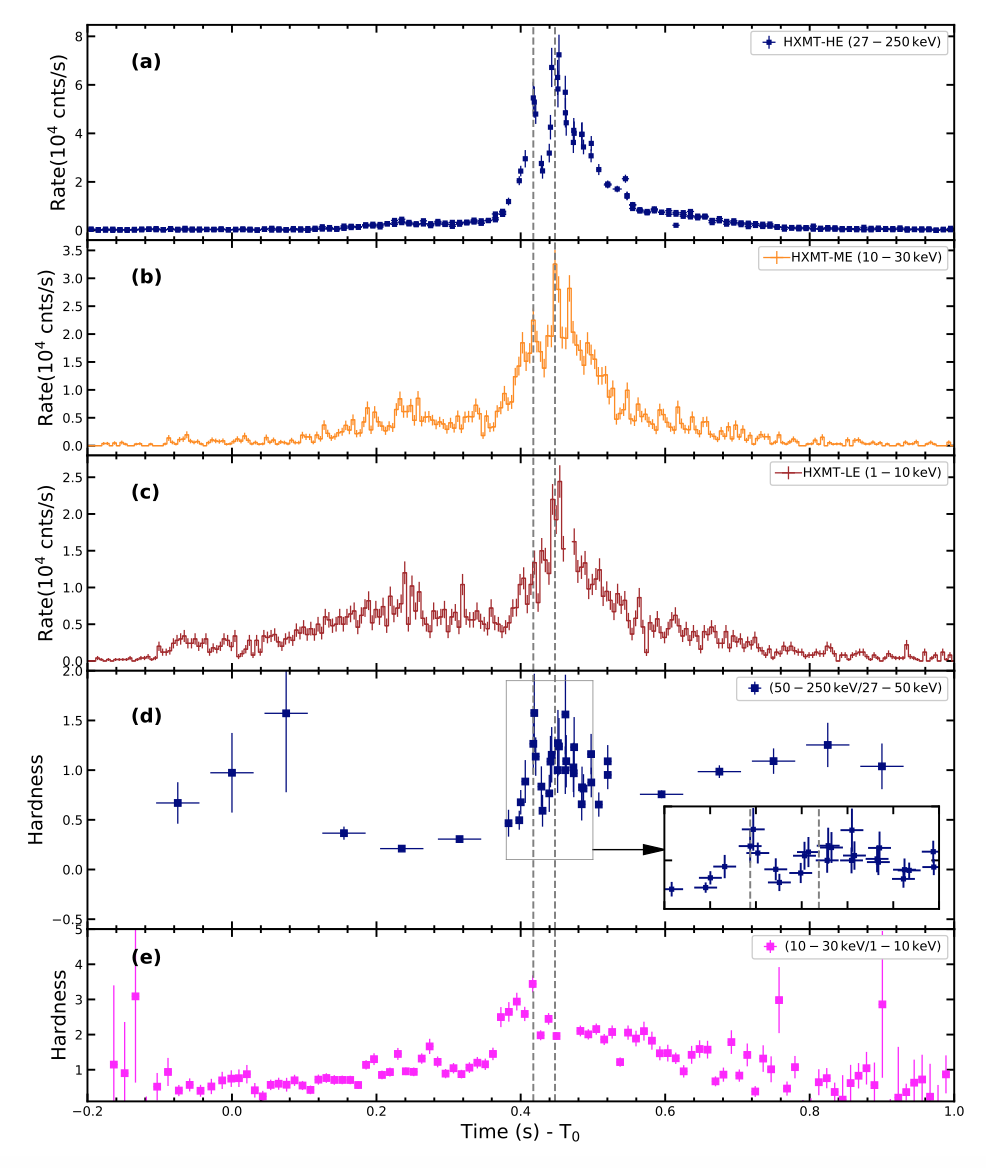 (a)
HXMT-HE (27 − 250 keV)
Rate(10⁴ cnts/s)
8
6
4
2
0
(b)
HXMT-ME (10 − 30 keV)
Rate(10⁴ cnts/s)
3.5
3.0
2.5
2.0
1.5
1.0
0.5
0.0
(c)
HXMT-LE (1 − 10 keV)
Rate(10⁴ cnts/s)
2.5
2.0
1.5
1.0
0.5
0.0
(d)
(50 − 250 keV/27 − 50 keV)
Hardness
2.0
1.5
1.0
0.5
0.0
−0.5
(e)
(10 − 30 keV/1 − 10 keV)
Hardness
5
4
3
2
1
−0.2 0.0 0.2 0.4 0.6 0.8 1.0
Time (s) - T₀